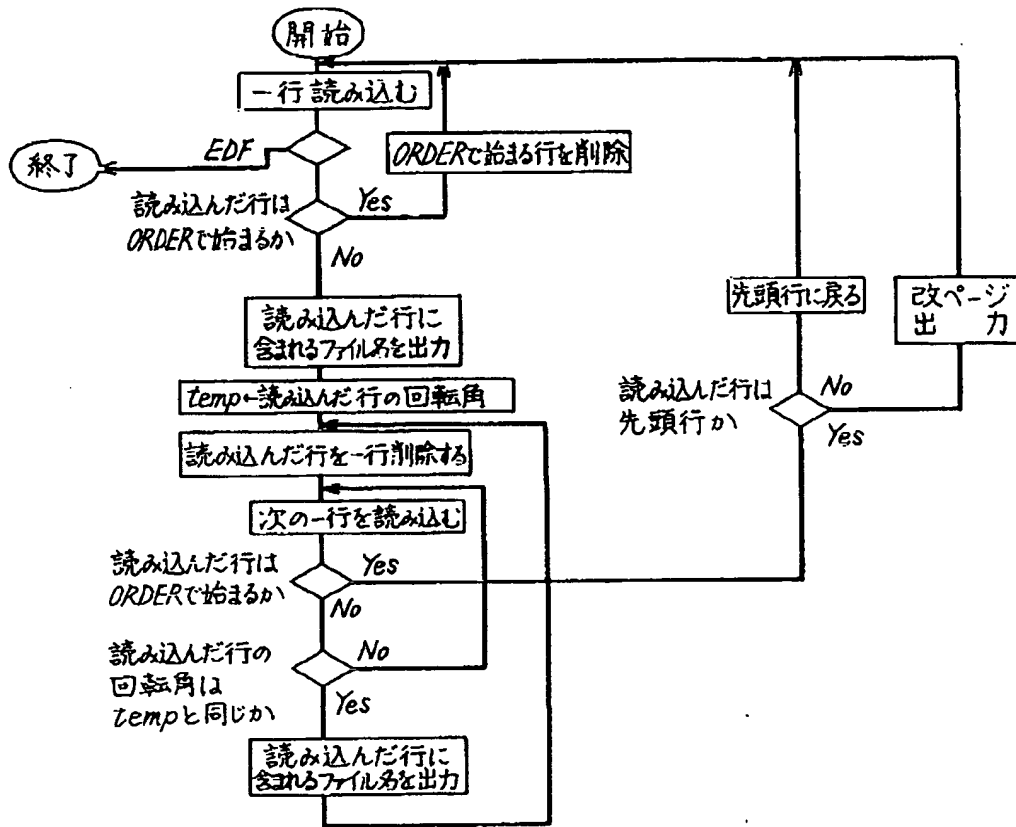 開始
一行読み込む
EDF
終了
ORDERで始まる行を削除
読み込んだ行は
ORDERで始まるか
Yes
No
読み込んだ行に
含まれるファイル名を出力
先頭行に戻る
改ページ
出力
temp←読み込んだ行の回転角
読み込んだ行は
先頭行か
No
Yes
読み込んだ行を一行削除する
次の一行を読み込む
読み込んだ行は
ORDERで始まるか
Yes
No
読み込んだ行の
回転角は
tempと同じか
No
Yes
読み込んだ行に
含まれるファイル名を出力